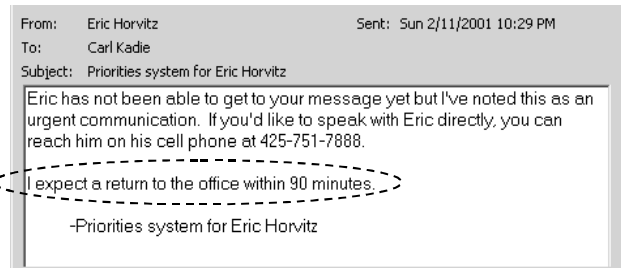 From: Eric Horvitz Sent: Sun 2/11/2001 10:29 PM
To: Carl Kadie
Subject: Priorities system for Eric Horvitz
Eric has not been able to get to your message yet but I've noted this as an
urgent communication. If you'd like to speak with Eric directly, you can
reach him on his cell phone at 425-751-7888.
I expect a return to the office within 90 minutes.
-Priorities system for Eric Horvitz